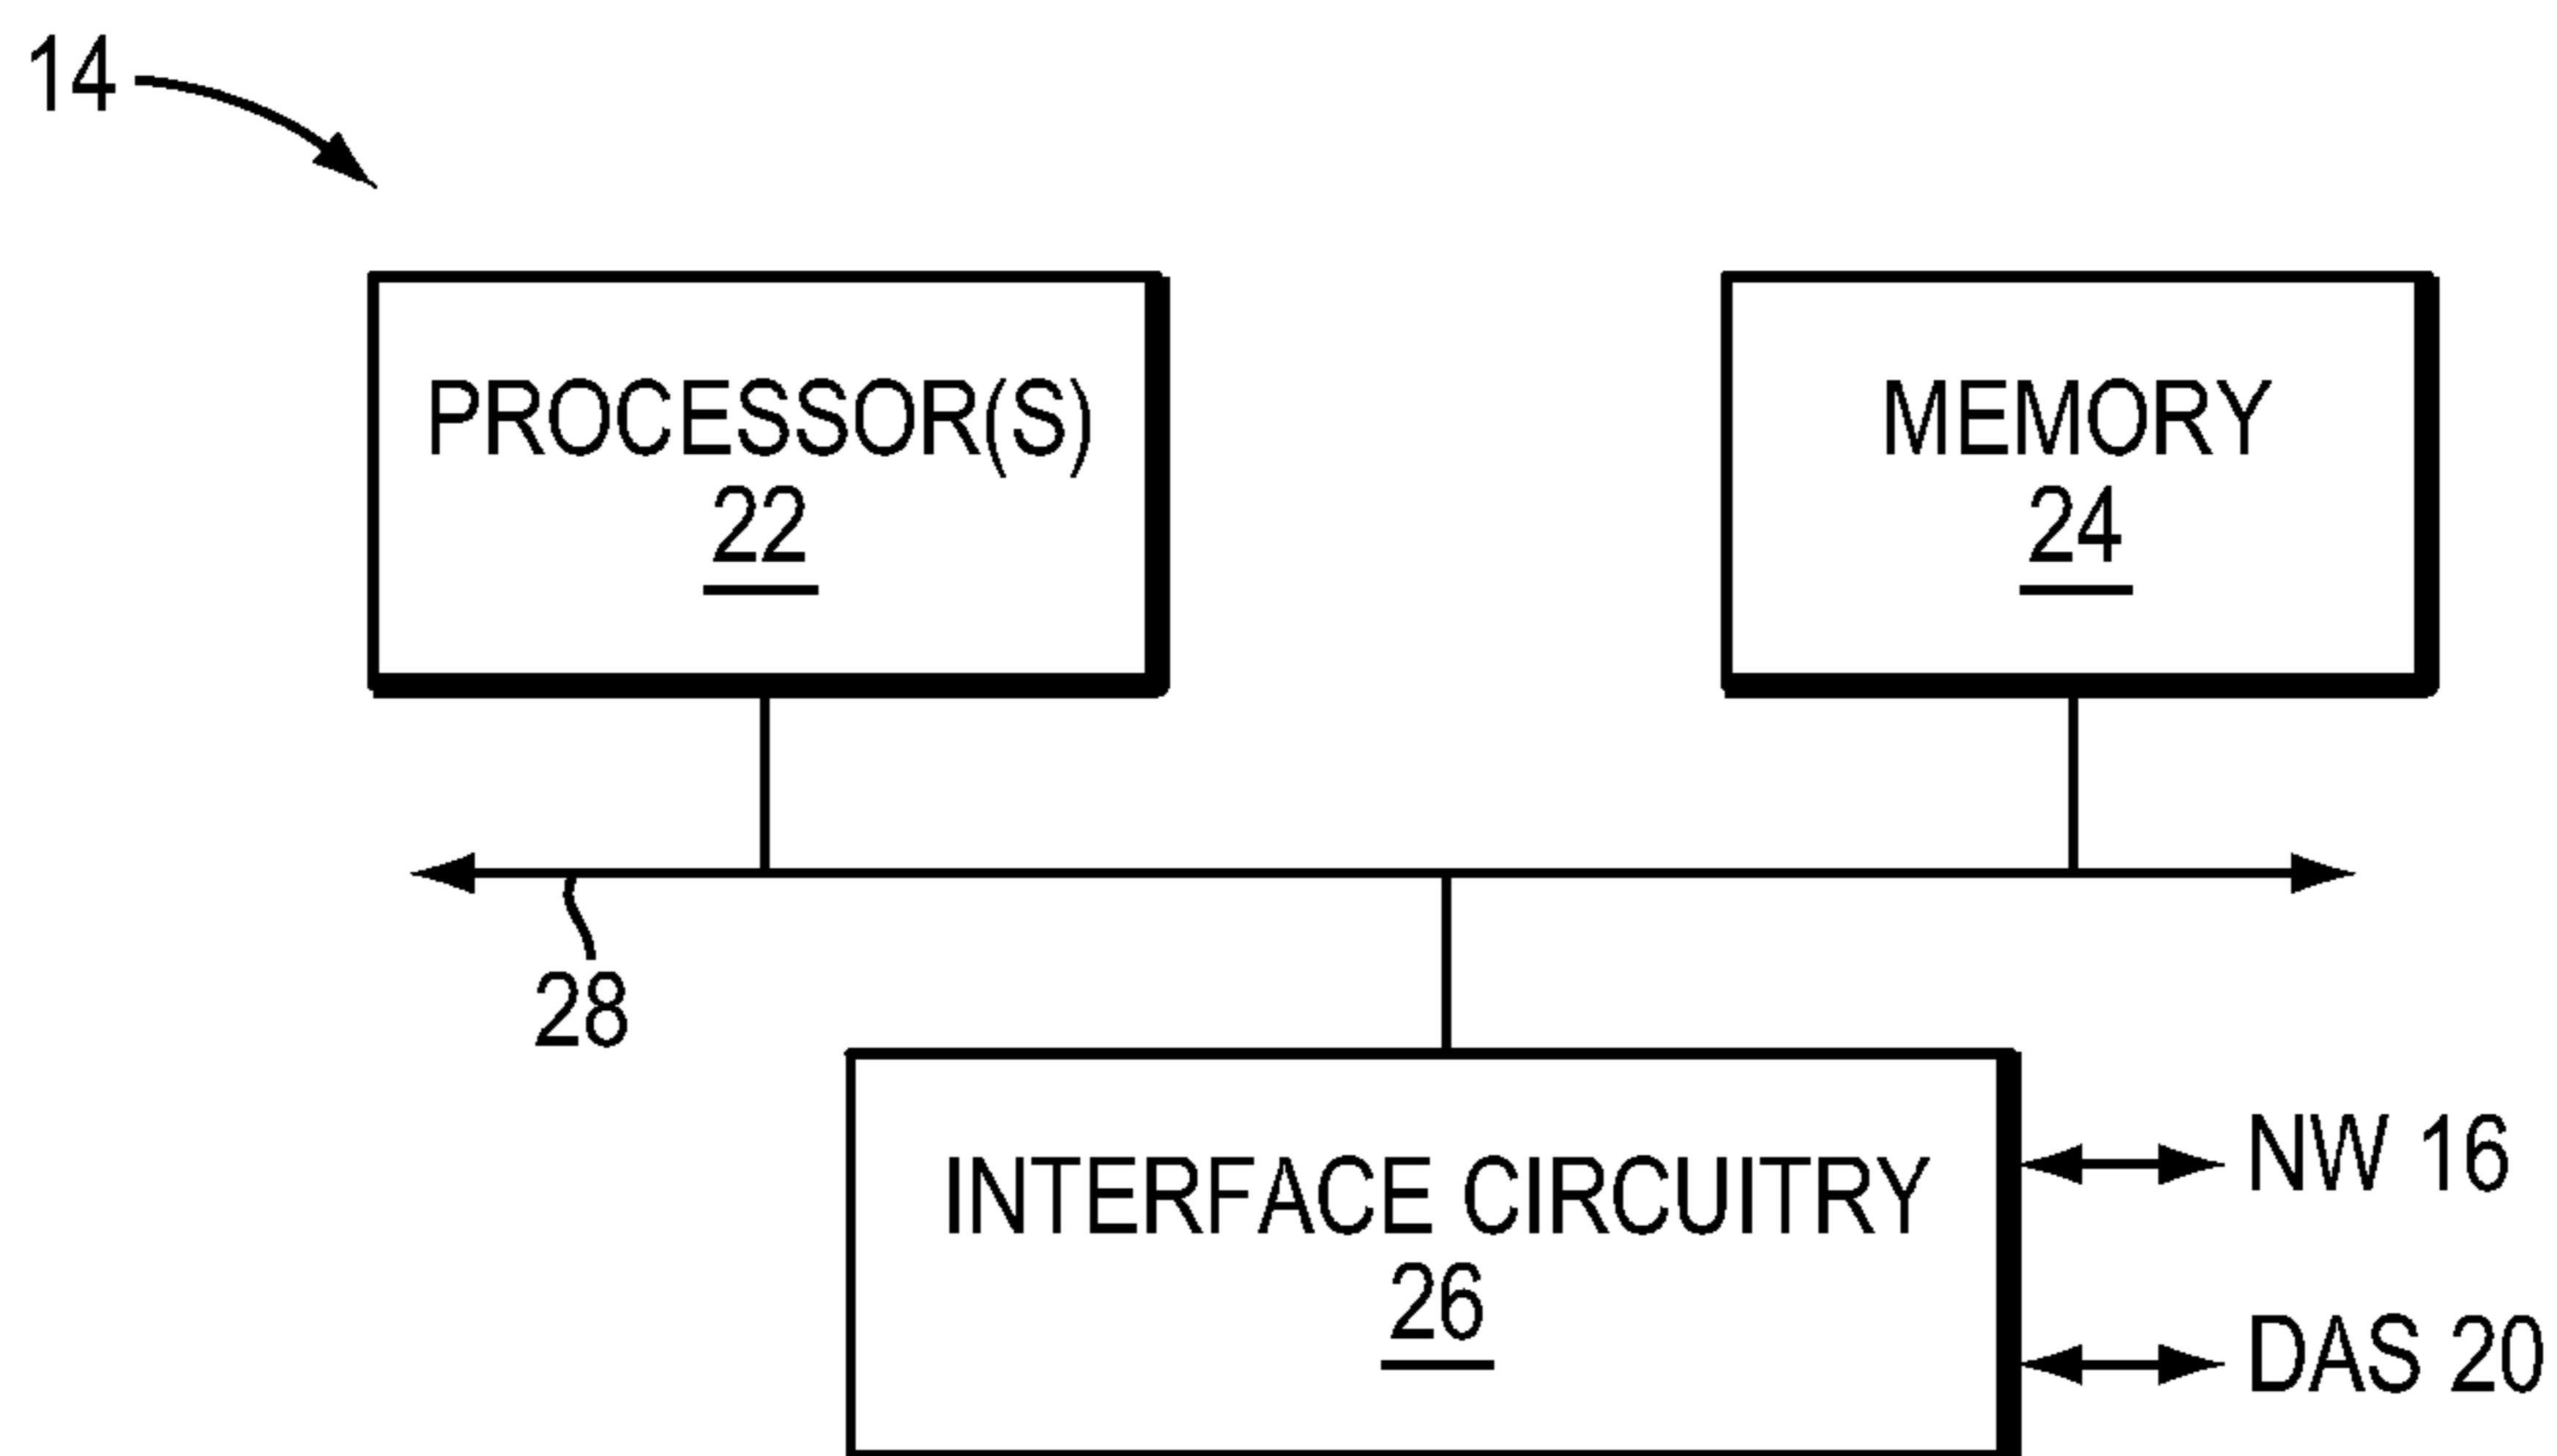 14
PROCESSOR(S)
22
MEMORY
24
28
INTERFACE CIRCUITRY
26
NW 16
DAS 20